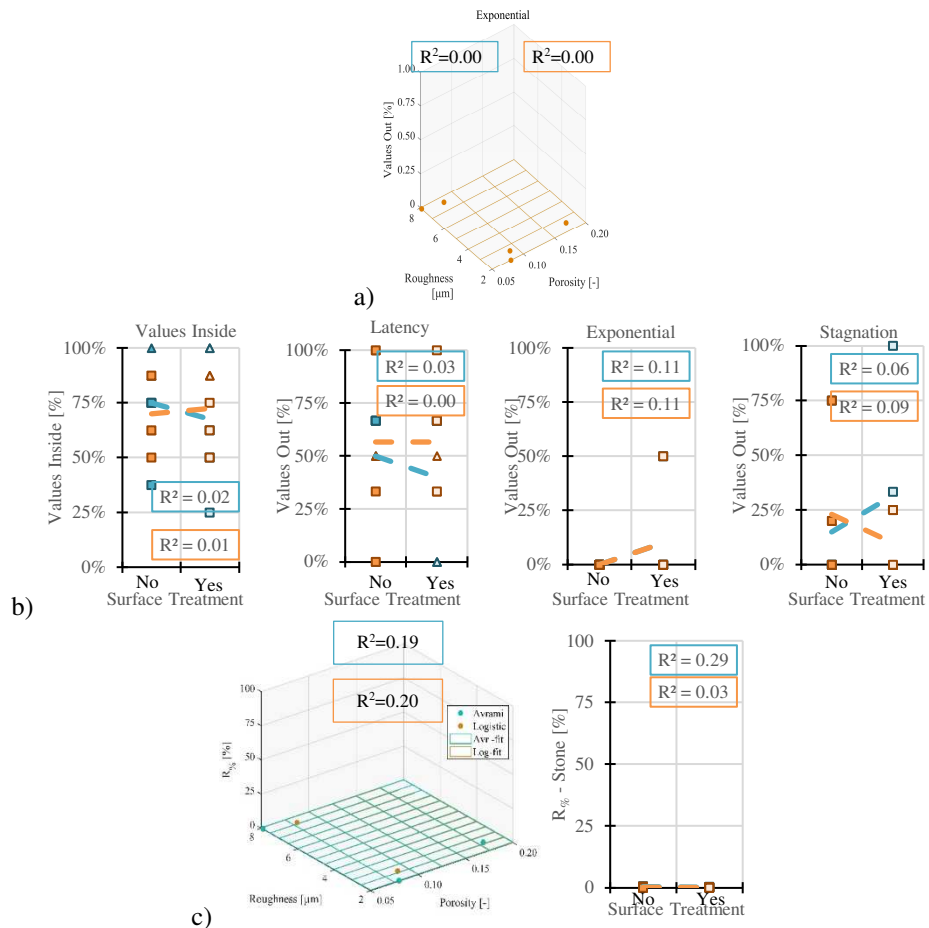 Exponential
R²=0.00
R²=0.00
1.00
0.75
0.50
0.25
0
Values Out [%]
8
6
4
2
Roughness
[μm]
0.05
0.10
0.15
0.20
Porosity [-]
a)
Values Inside
100%
75%
50%
25%
0%
Values Inside [%]
R² = 0.02
R² = 0.01
No
Yes
Surface Treatment
Latency
100%
75%
50%
25%
0%
Values Out [%]
R² = 0.03
R² = 0.00
No
Yes
Surface Treatment
Exponential
100%
75%
50%
25%
0%
Values Out [%]
R² = 0.11
R² = 0.11
No
Yes
Surface Treatment
Stagnation
100%
75%
50%
25%
0%
Values Out [%]
R² = 0.06
R² = 0.09
No
Yes
Surface Treatment
b)
R²=0.19
R²=0.20
Avrami
Logistic
Avr -fit
Log-fit
100
75
50
25
0
R% [%]
8
6
4
2
Roughness [μm]
0.05
0.10
0.15
0.20
Porosity [-]
100
75
50
25
0
R% - Stone [%]
R² = 0.29
R² = 0.03
No
Yes
Surface Treatment
c)